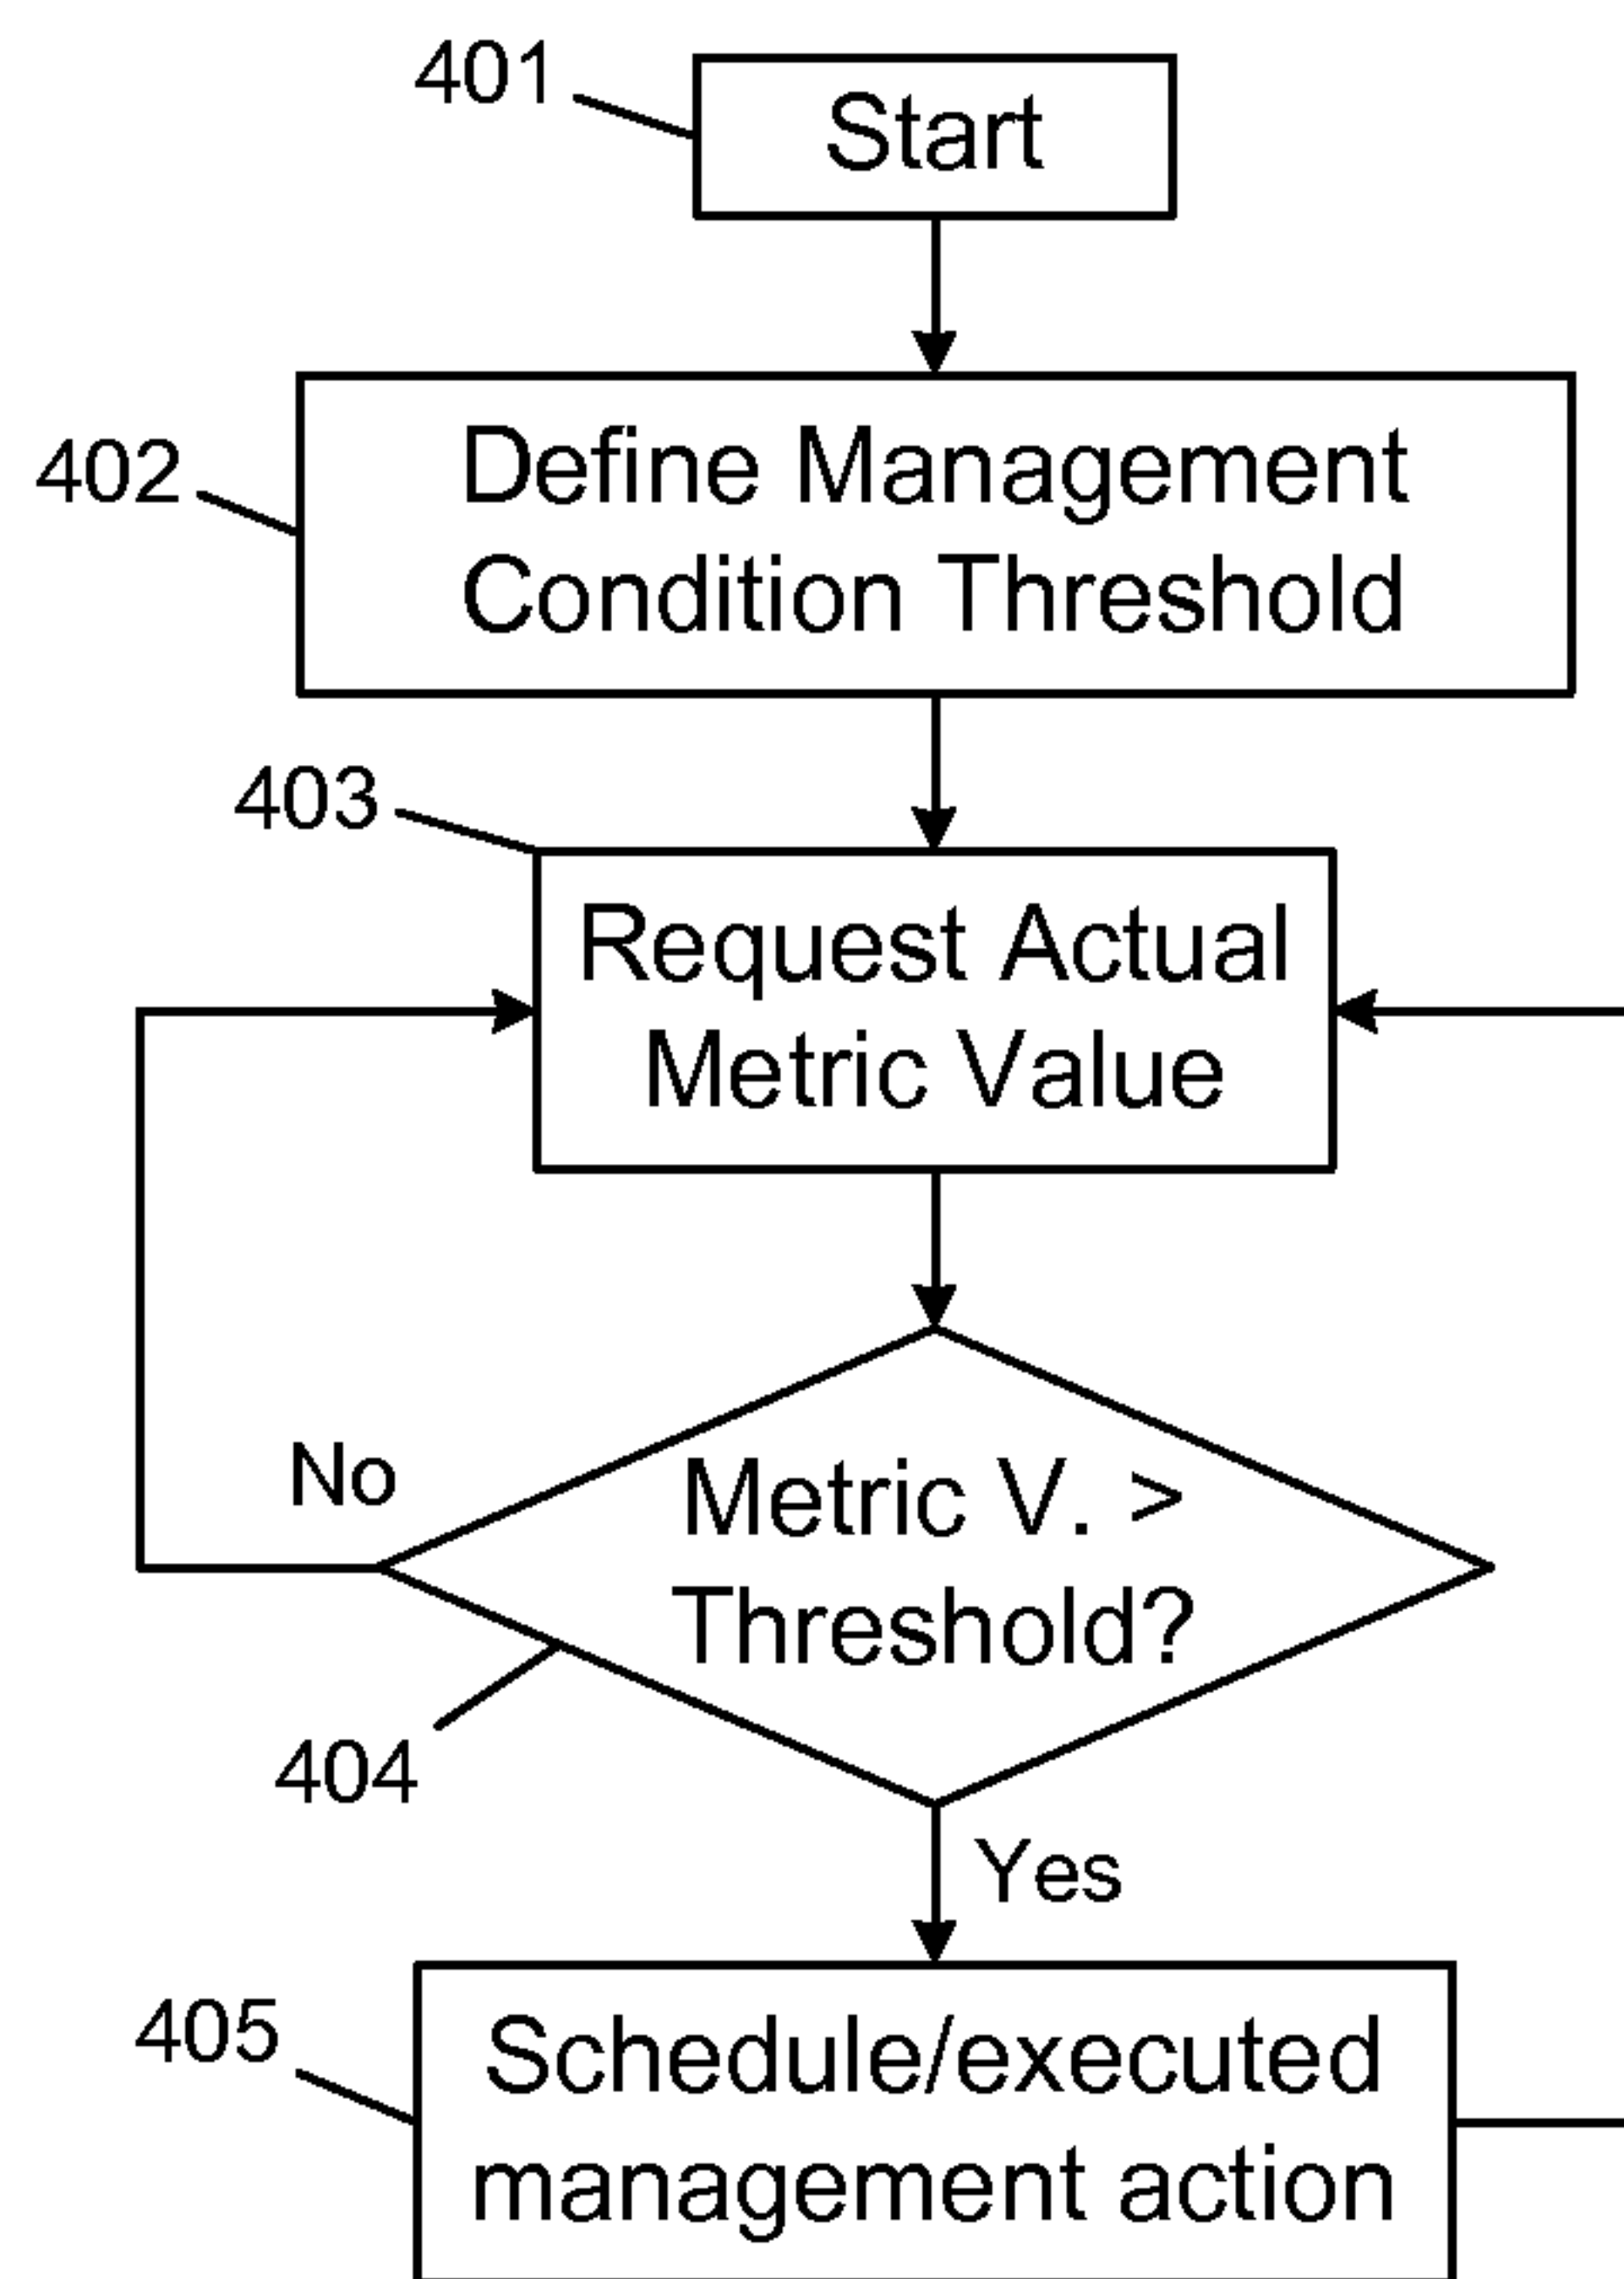 401
Start
402
Define Management
Condition Threshold
403
Request Actual
Metric Value
No
Metric V. >
Threshold?
404
Yes
405
Schedule/executed
management action